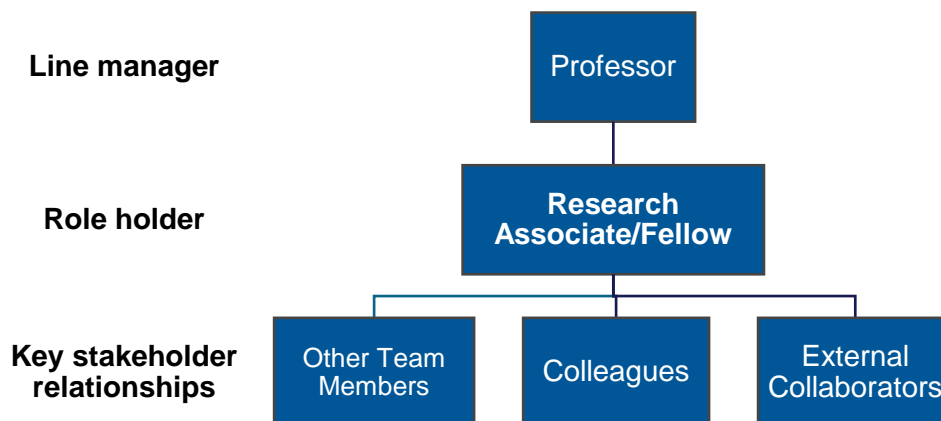 Line manager
Professor
Role holder
Research
Associate/Fellow
Key stakeholder
relationships
Other Team
Members
Colleagues
External
Collaborators